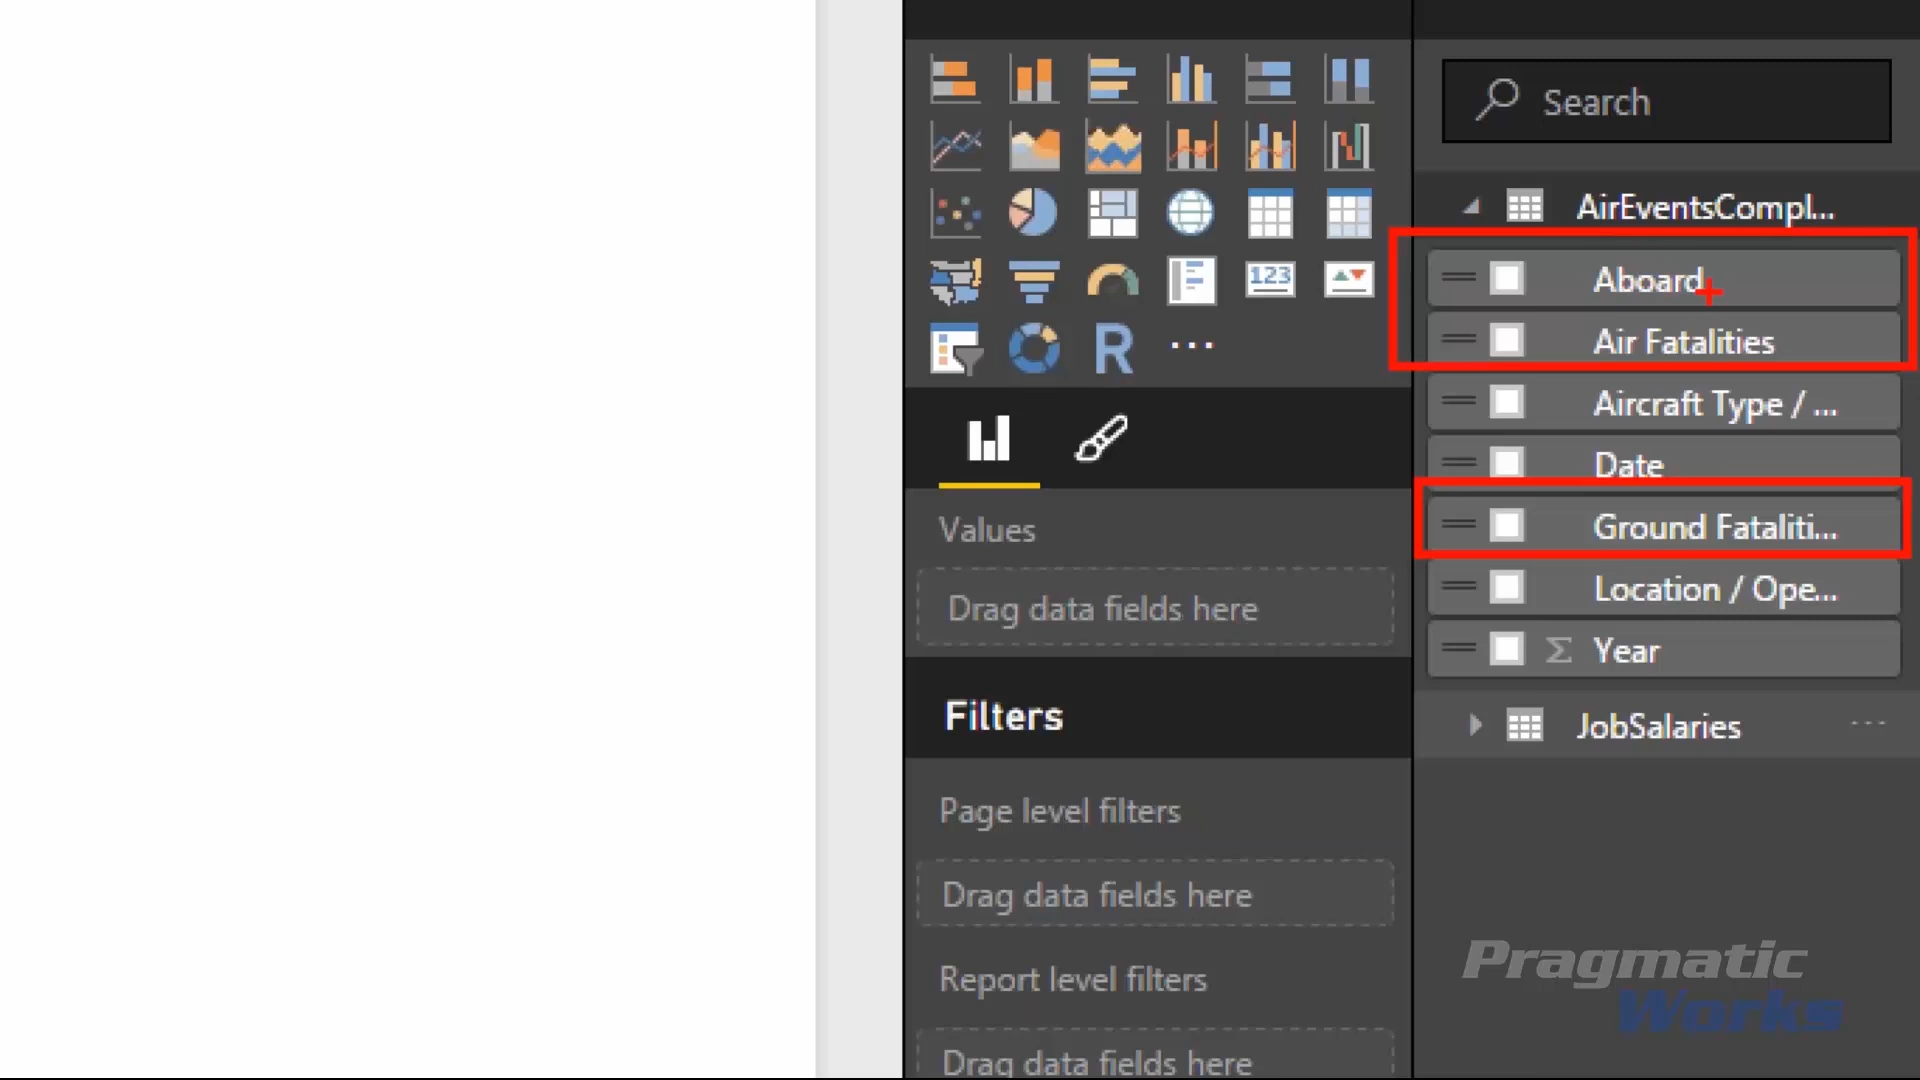 123
R
...
Values
Drag data fields here
Filters
Page level filters
Drag data fields here
Report level filters
Drag data fields here
Search
AirEventsCompl...
Aboard
Air Fatalities
Aircraft Type / ...
Date
Ground Fataliti...
Location / Ope...
Σ Year
JobSalaries ...
Pragmatic
Works